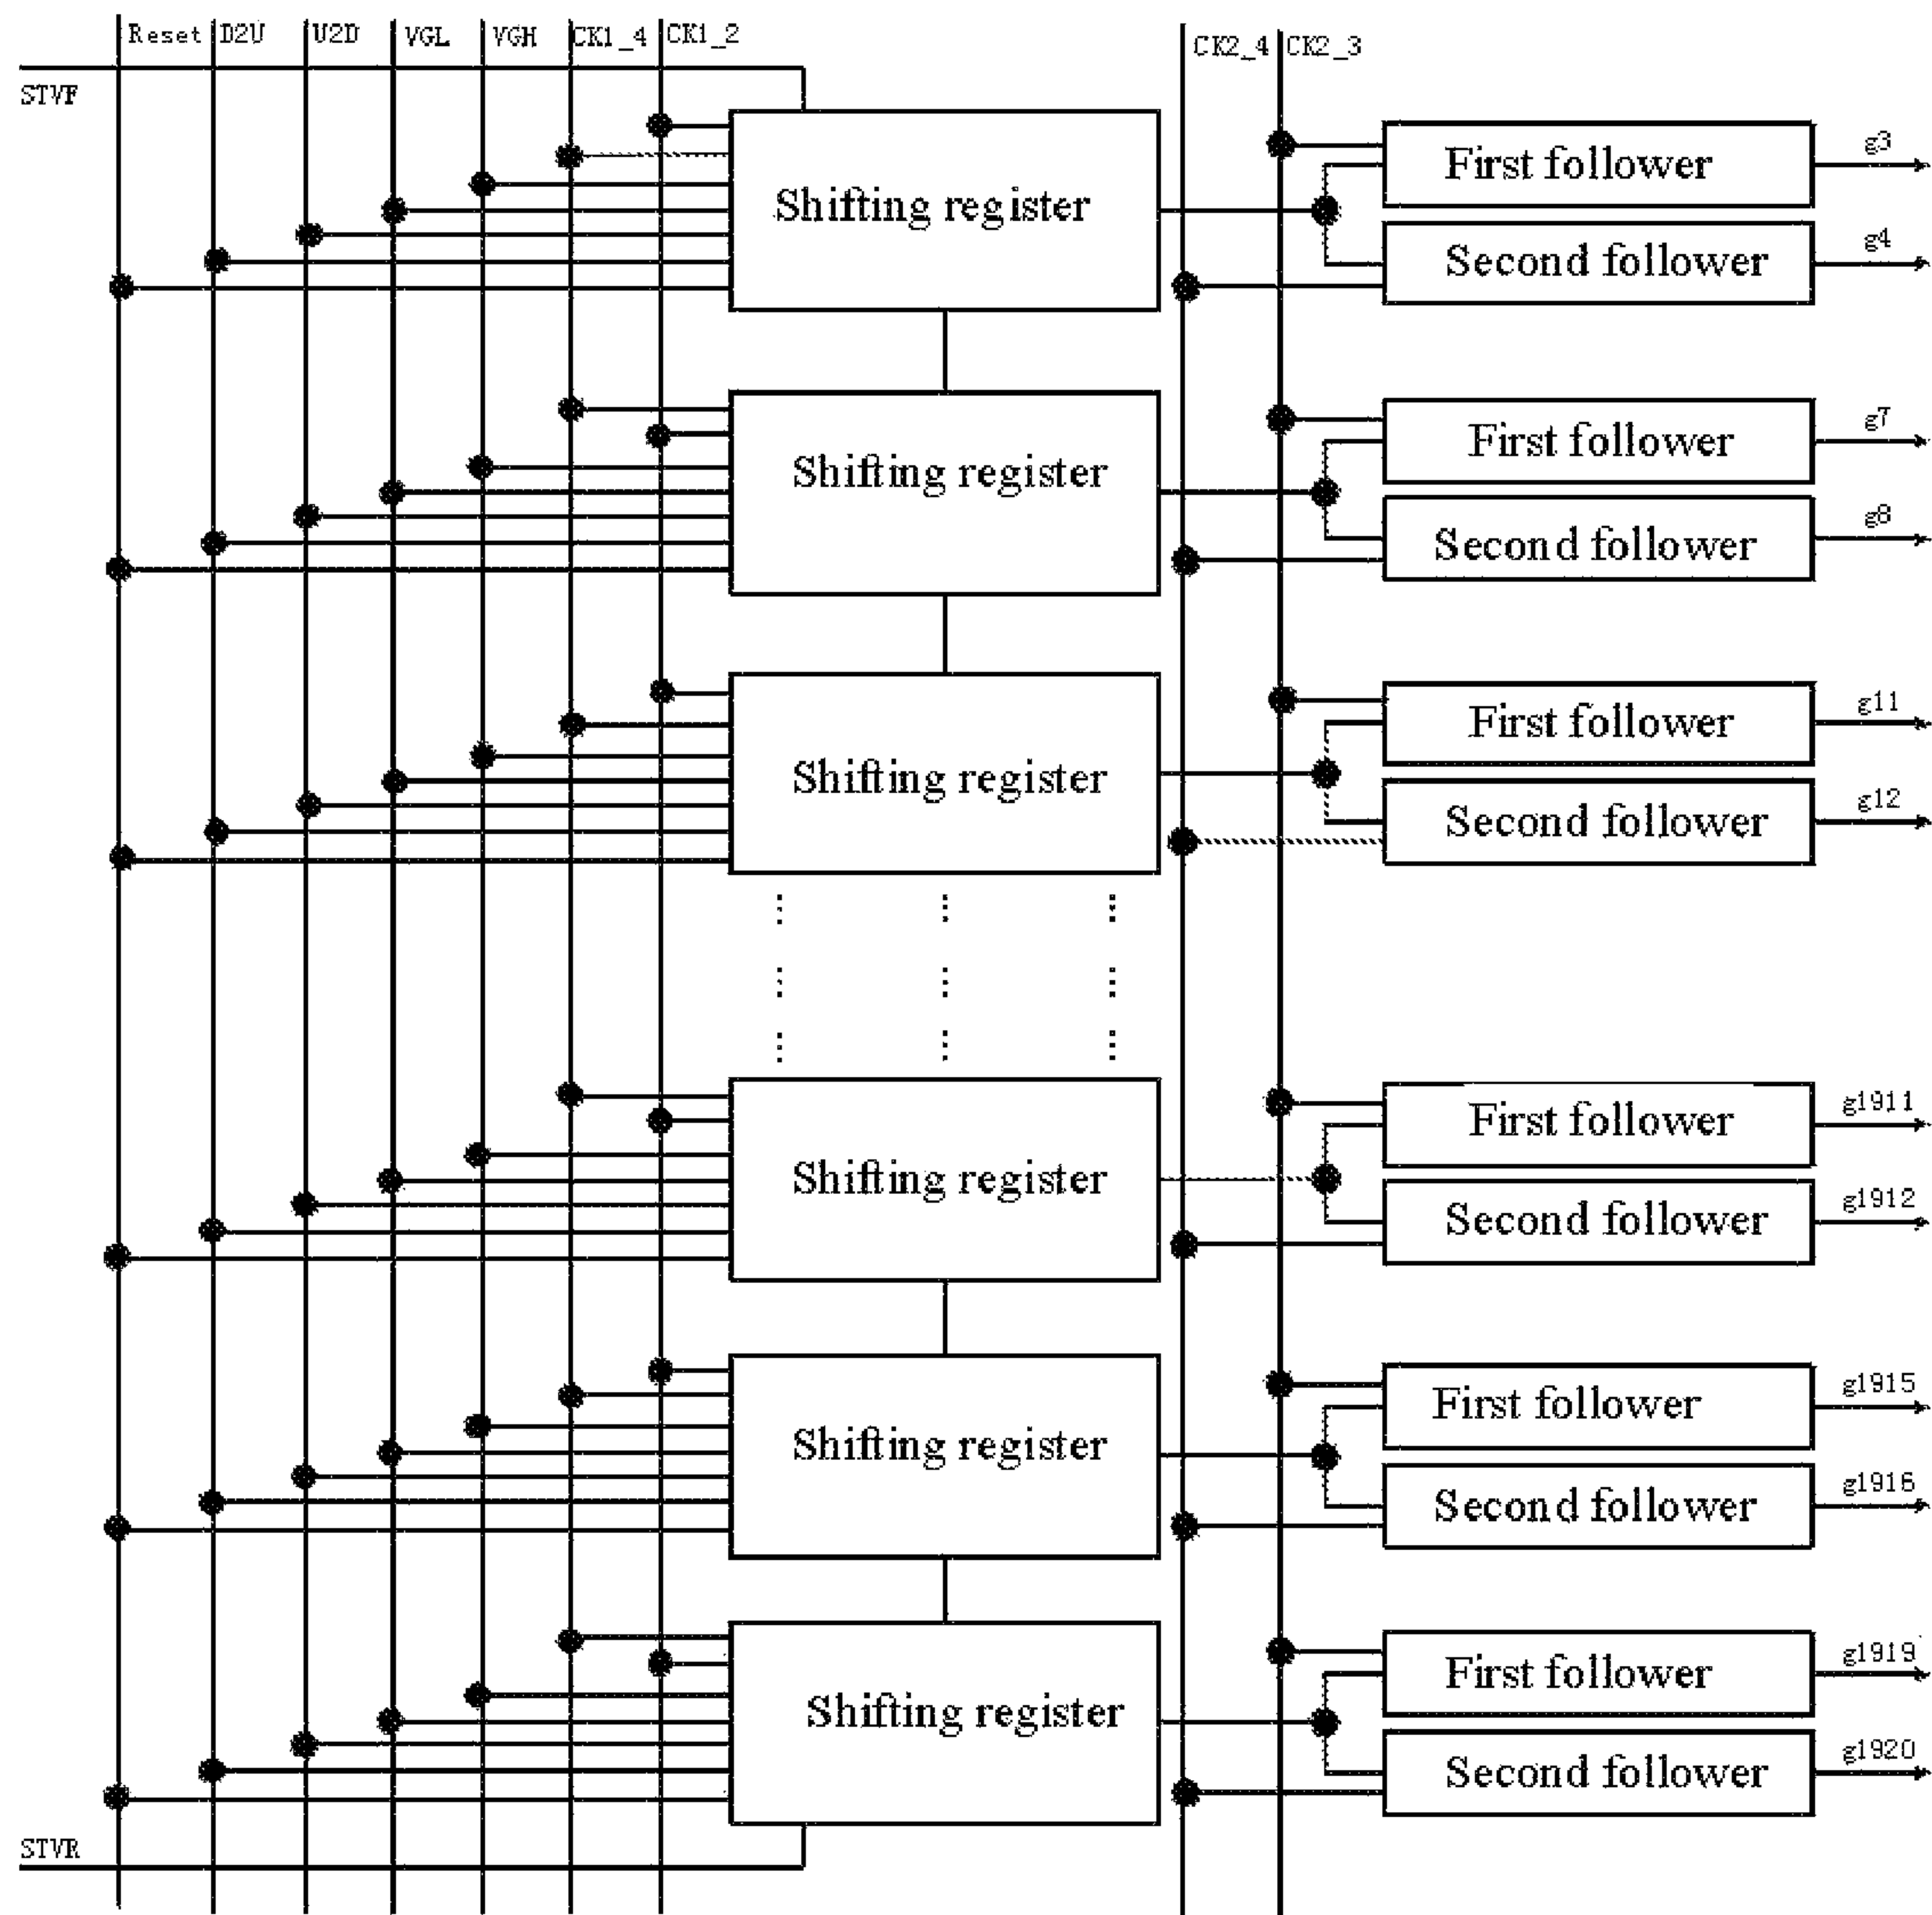 Reset D2U U2D VGL VGH CK1_4 CK1_2 CK2_4 CK2_3
STVF
Shifting register
First follower
g3
Second follower
g4
Shifting register
First follower
g7
Second follower
g8
Shifting register
First follower
g11
Second follower
g12
Shifting register
First follower
g1911
Second follower
g1912
Shifting register
First follower
g1915
Second follower
g1916
Shifting register
First follower
g1919
Second follower
g1920
STVR